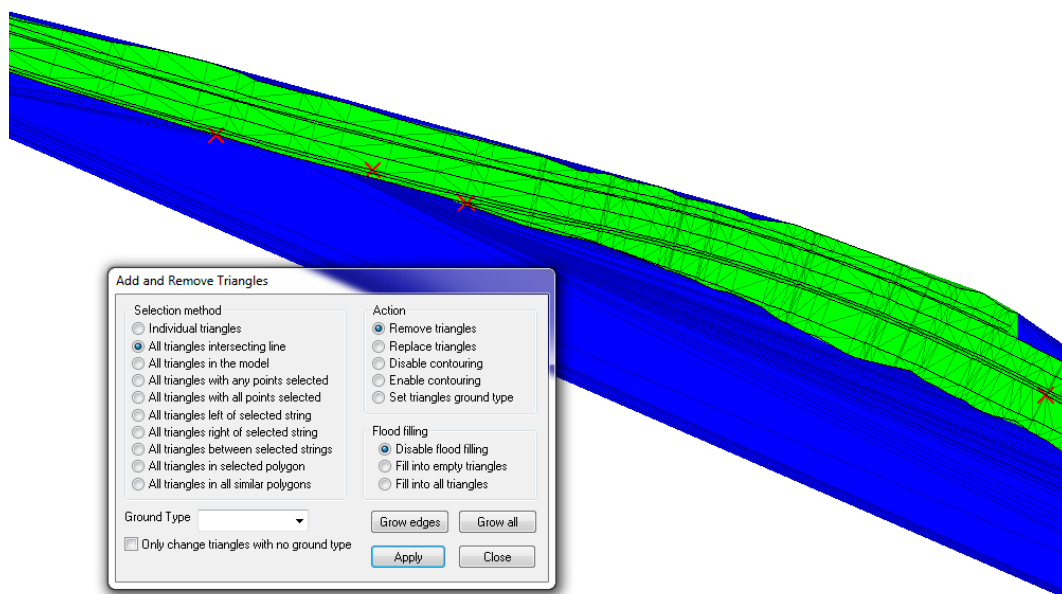 Add and Remove Triangles
Selection method
Individual triangles
All triangles intersecting line
All triangles in the model
All triangles with any points selected
All triangles with all points selected
All triangles left of selected string
All triangles right of selected string
All triangles between selected strings
All triangles in selected polygon
All triangles in all similar polygons
Action
Remove triangles
Replace triangles
Disable contouring
Enable contouring
Set triangles ground type
Flood filling
Disable flood filling
Fill into empty triangles
Fill into all triangles
Ground Type
Only change triangles with no ground type
Grow edges
Grow all
Apply
Close